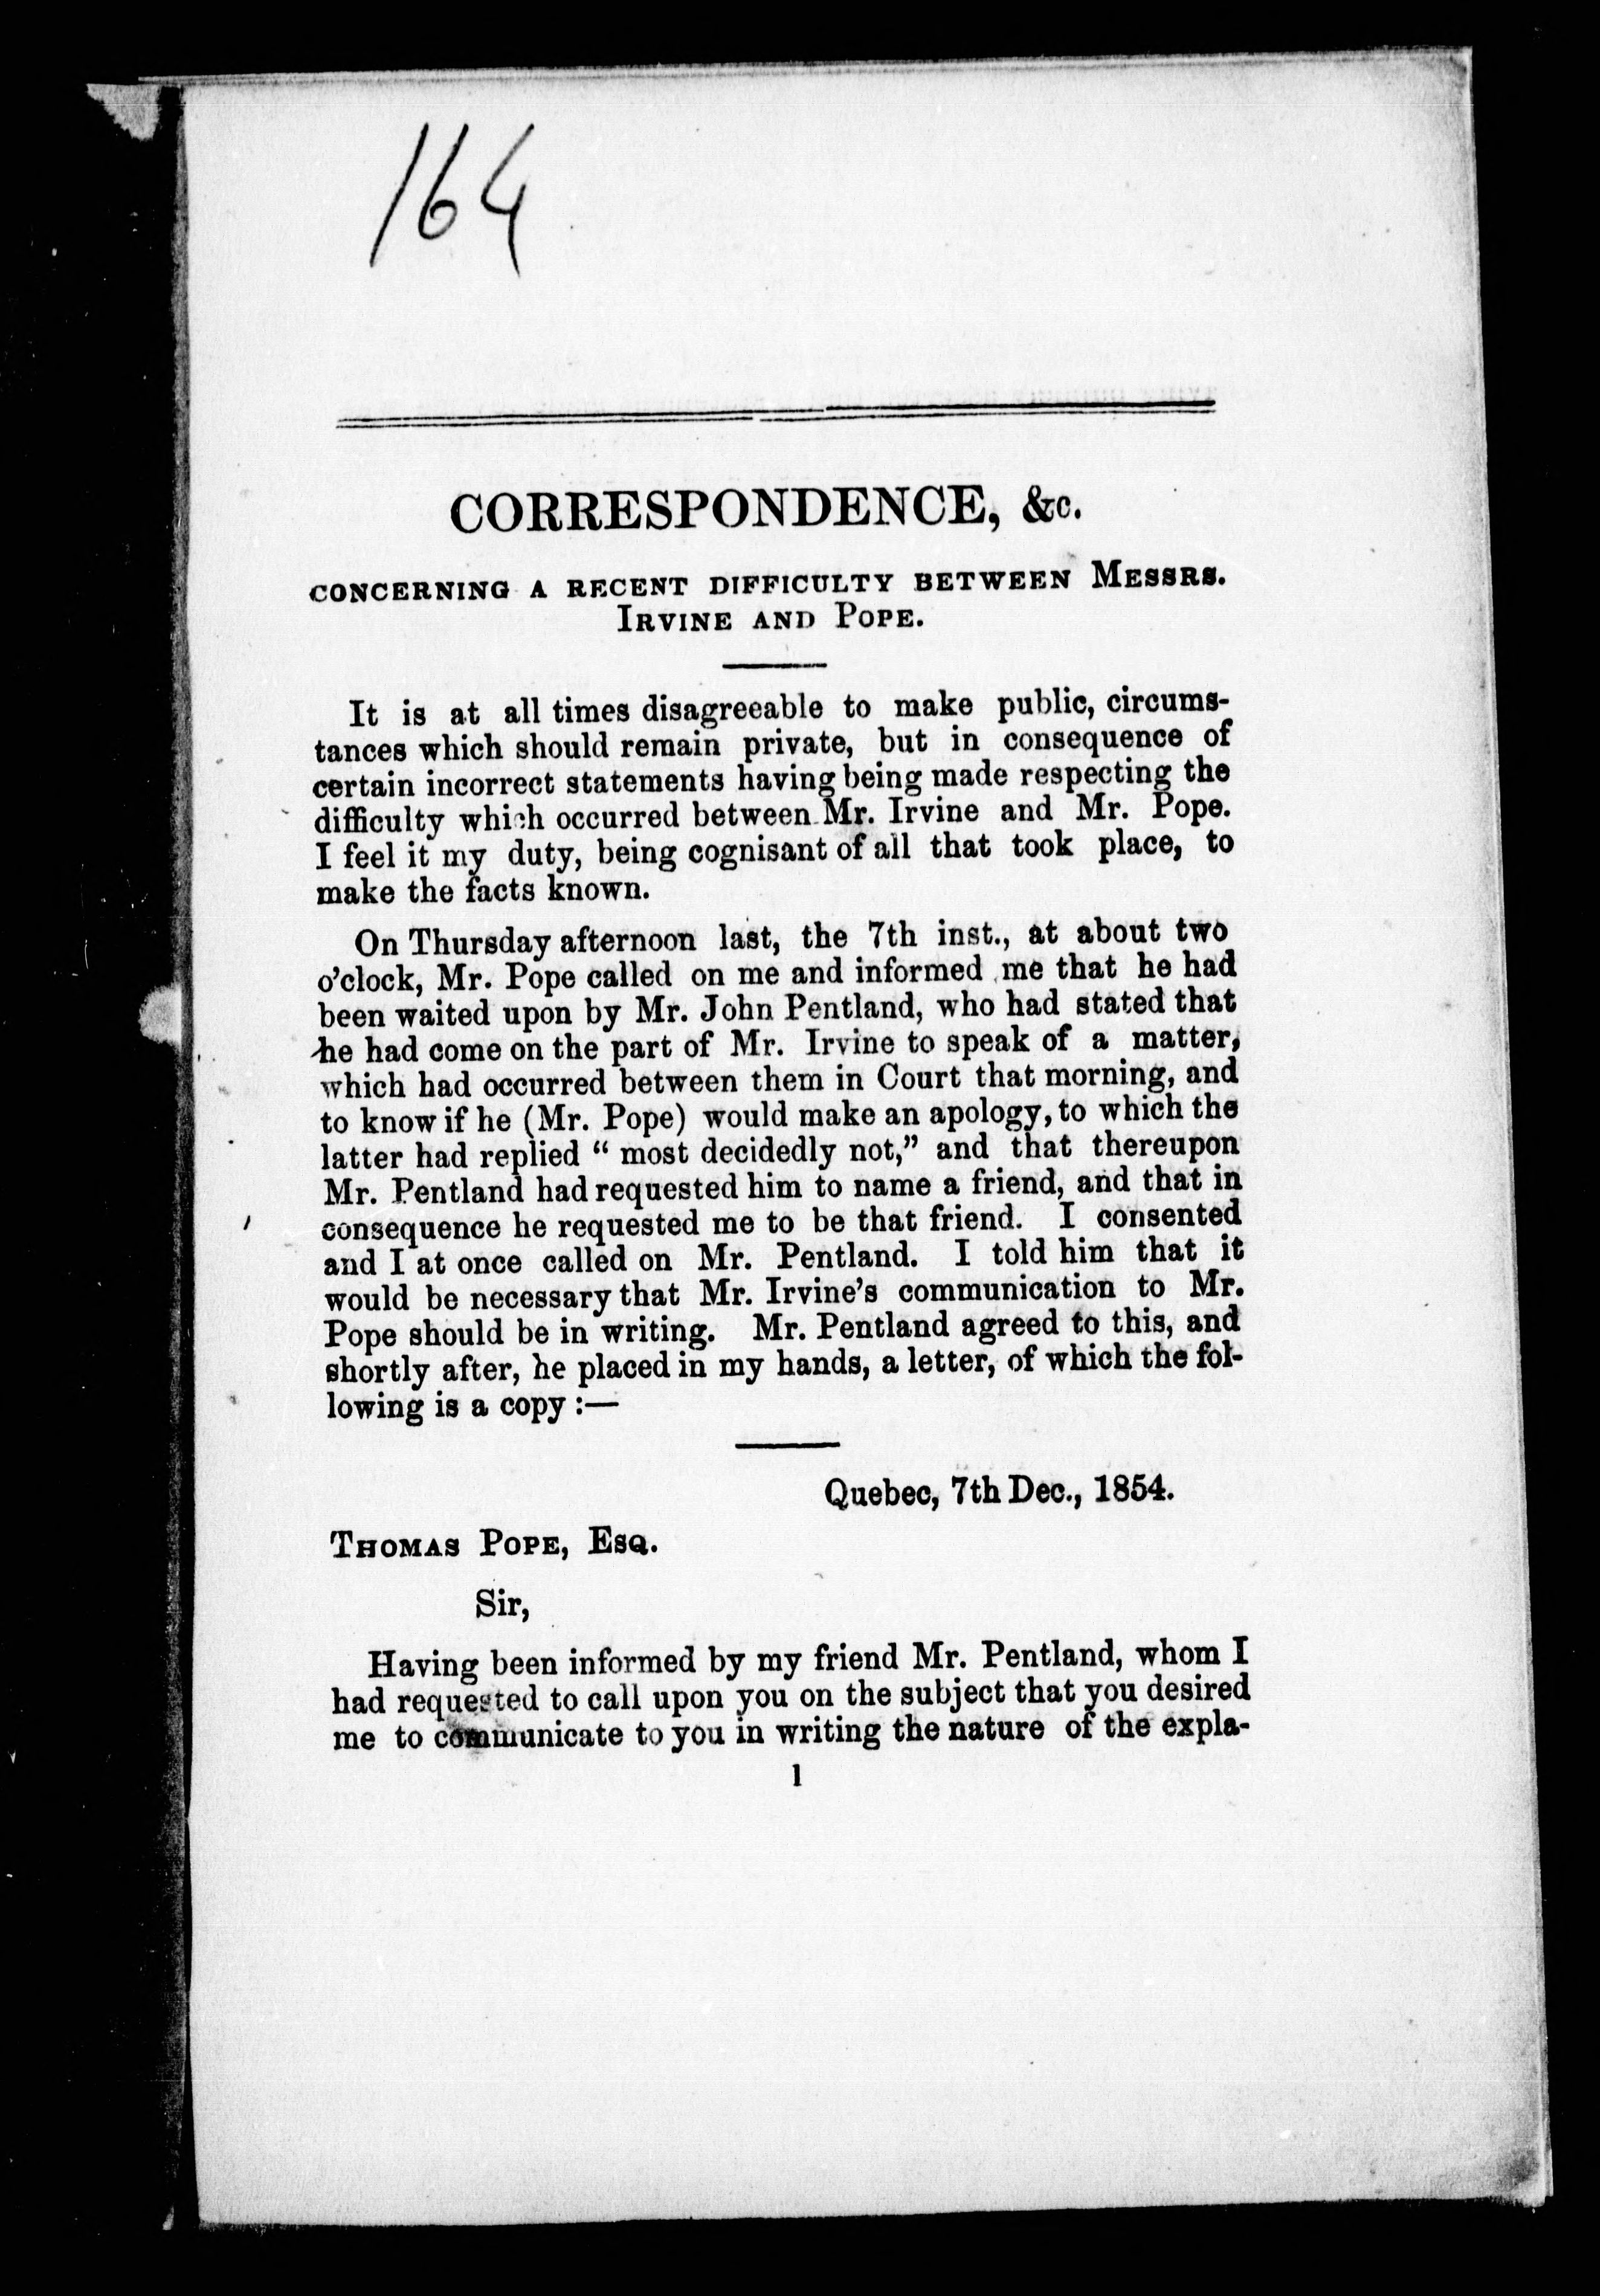 164
CORRESPONDENCE, &c.
CONCERNING A RECENT DIFFICULTY BETWEEN MESSRS.
IRVINE AND POPE.
It is at all times disagreeable to make public, circums-
tances which should remain private, but in consequence of
certain incorrect statements having being made respecting the
difficulty which occurred between Mr. Irvine and Mr. Pope.
I feel it my duty, being cognisant of all that took place, to
make the facts known.
On Thursday afternoon last, the 7th inst., at about two
o'clock, Mr. Pope called on me and informed me that he had
been waited upon by Mr. John Pentland, who had stated that
he had come on the part of Mr. Irvine to speak of a matter,
which had occurred between them in Court that morning, and
to know if he (Mr. Pope) would make an apology, to which the
latter had replied “ most decidedly not,” and that thereupon
Mr. Pentland had requested him to name a friend, and that in
consequence he requested me to be that friend. I consented
and I at once called on Mr. Pentland. I told him that it
would be necessary that Mr. Irvine's communication to Mr.
Pope should be in writing. Mr. Pentland agreed to this, and
shortly after, he placed in my hands, a letter, of which the fol-
lowing is a copy :—
Quebec, 7th Dec., 1854.
THOMAS POPE, ESQ.
Sir,
Having been informed by my friend Mr. Pentland, whom I
had requested to call upon you on the subject that you desired
me to communicate to you in writing the nature of the expla-
1